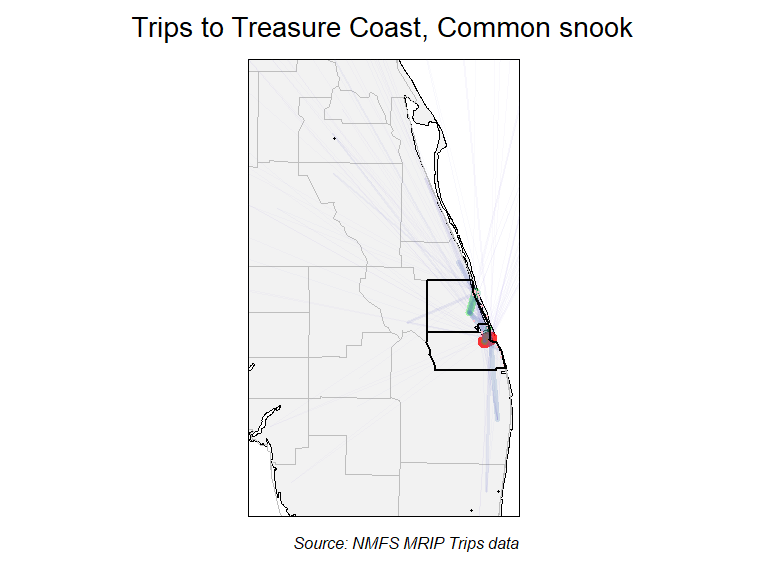 Trips to Treasure Coast, Common snook
Source: NMFS MRIP Trips data